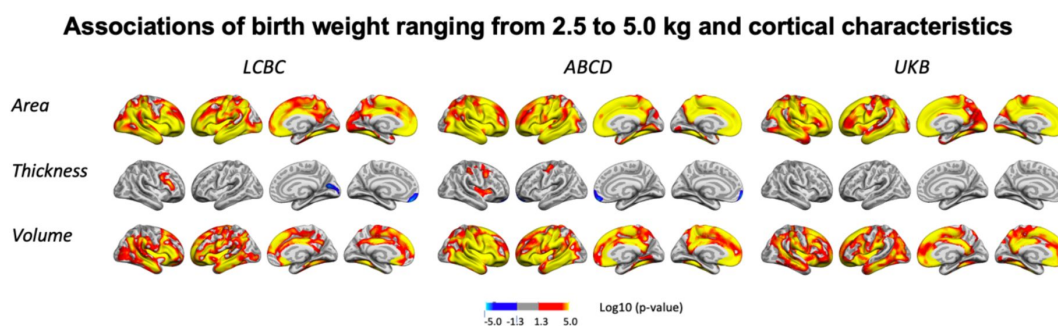 Associations of birth weight ranging from 2.5 to 5.0 kg and cortical characteristics
LCBC ABCD UKB
Area
Thickness
Volume
Log10 (p-value)
-5.0 -1.3 1.3 5.0